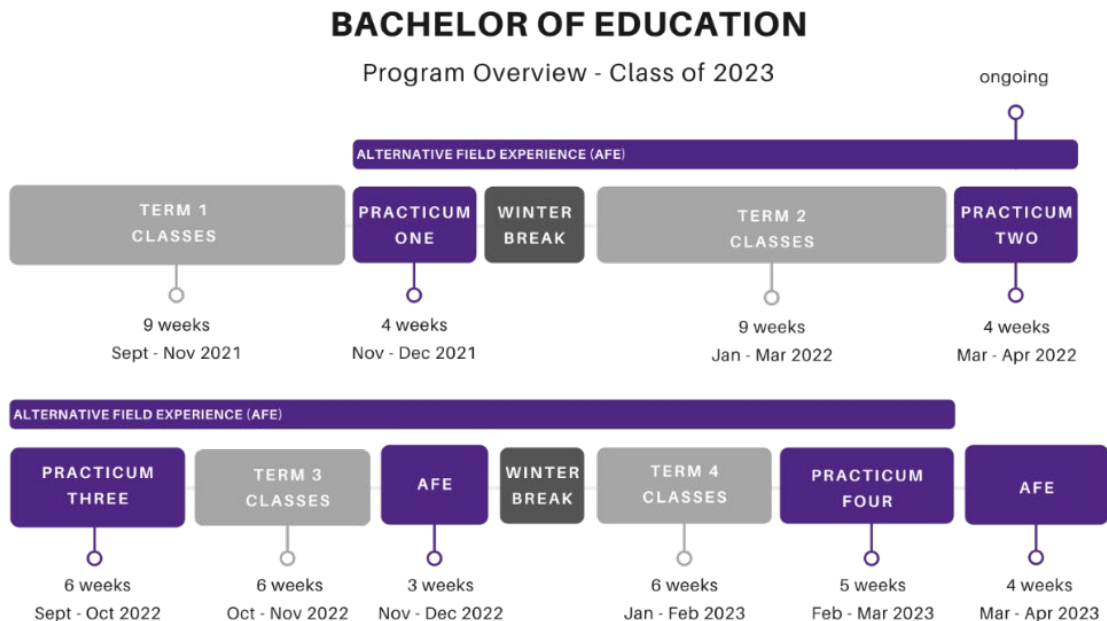 BACHELOR OF EDUCATION
Program Overview - Class of 2023
ongoing
ALTERNATIVE FIELD EXPERIENCE (AFE)
TERM 1
CLASSES
PRACTICUM
ONE
WINTER
BREAK
TERM 2
CLASSES
PRACTICUM
TWO
9 weeks
Sept - Nov 2021
4 weeks
Nov - Dec 2021
9 weeks
Jan - Mar 2022
4 weeks
Mar - Apr 2022
ALTERNATIVE FIELD EXPERIENCE (AFE)
PRACTICUM
THREE
TERM 3
CLASSES
AFE
WINTER
BREAK
TERM 4
CLASSES
PRACTICUM
FOUR
AFE
6 weeks
Sept - Oct 2022
6 weeks
Oct - Nov 2022
3 weeks
Nov - Dec 2022
6 weeks
Jan - Feb 2023
5 weeks
Feb - Mar 2023
4 weeks
Mar - Apr 2023